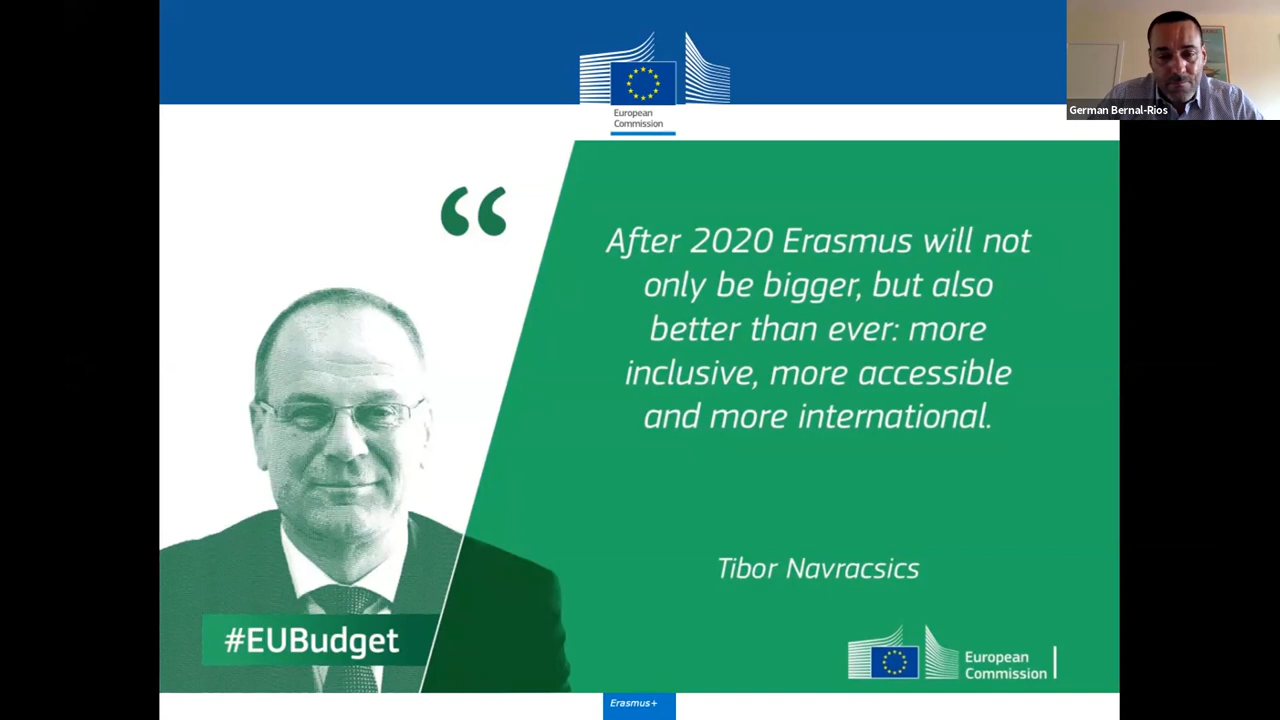 European
Commission
German Bernal-Rios
“
After 2020 Erasmus will not
only be bigger, but also
better than ever: more
inclusive, more accessible
and more international.
Tibor Navracsics
#EUBudget
European
Commission
Erasmus+